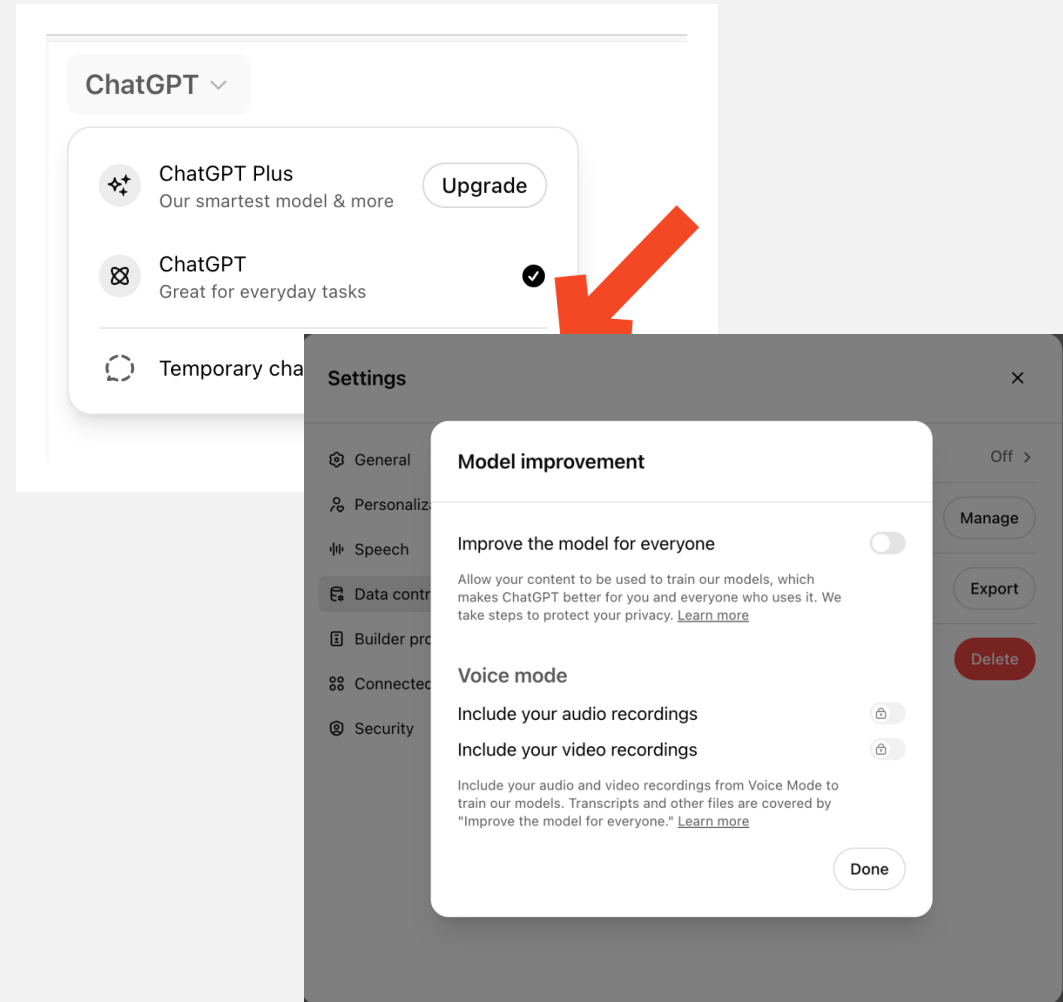 ChatGPT
ChatGPT Plus
Our smartest model & more
Upgrade
ChatGPT
Great for everyday tasks
Temporary cha
Settings
General
Personaliz
Speech
Data contr
Builder pro
Connected
Security
Off
Manage
Export
Delete
Model improvement
Improve the model for everyone
Allow your content to be used to train our models, which
makes ChatGPT better for you and everyone who uses it. We
take steps to protect your privacy. Learn more
Voice mode
Include your audio recordings
Include your video recordings
Include your audio and video recordings from Voice Mode to
train our models. Transcripts and other files are covered by
"Improve the model for everyone." Learn more
Done